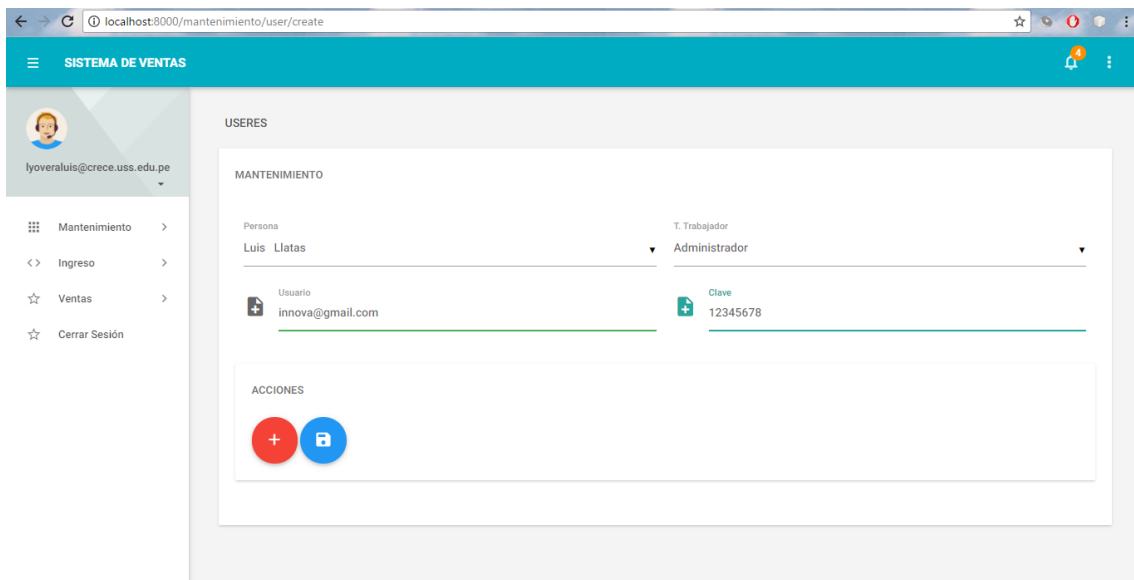 localhost:8000/mantenimiento/user/create
SISTEMA DE VENTAS
4
lyoveraluis@crece.uss.edu.pe
Mantenimiento
Ingreso
Ventas
Cerrar Sesión
USERES
MANTENIMIENTO
Persona
Luis Llatas
T. Trabajador
Administrador
Usuario
innova@gmail.com
Clave
12345678
ACCIONES